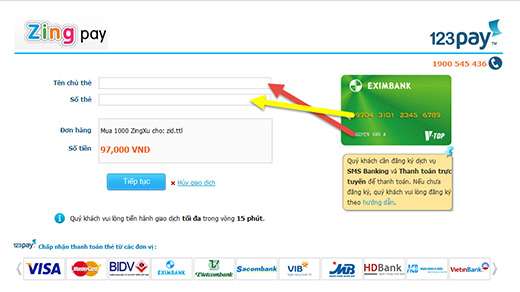 Zing pay
123pay™
1900 545 436
Tên chủ thẻ
Số thẻ
EXIMBANK
9704 3101 2345 6789
NGUYEN VAN A
V-TOP
Đơn hàng
Mua 1000 ZingXu cho: zid.ttl
Số tiền
97,000 VND
Quý khách cần đăng ký dịch vụ
SMS Banking và Thanh toán trực
tuyến để thanh toán. Nếu chưa
đăng ký, quý khách vui lòng đăng ký
theo hướng dẫn.
Tiếp tục
Hủy giao dịch
Quý khách vui lòng tiến hành giao dịch tối đa trong vòng 15 phút.
123pay Chấp nhận thanh toán thẻ từ các đơn vị :
VISA MasterCard BIDV EXIMBANK Vietcombank Sacombank VIB MB HDBank VietinBank